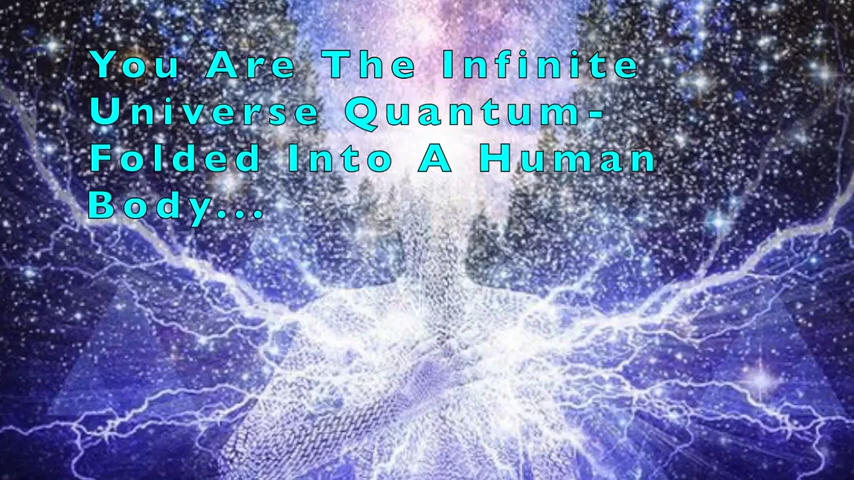 You Are The Infinite
Universe Quantum-
Folded Into A Human
Body...